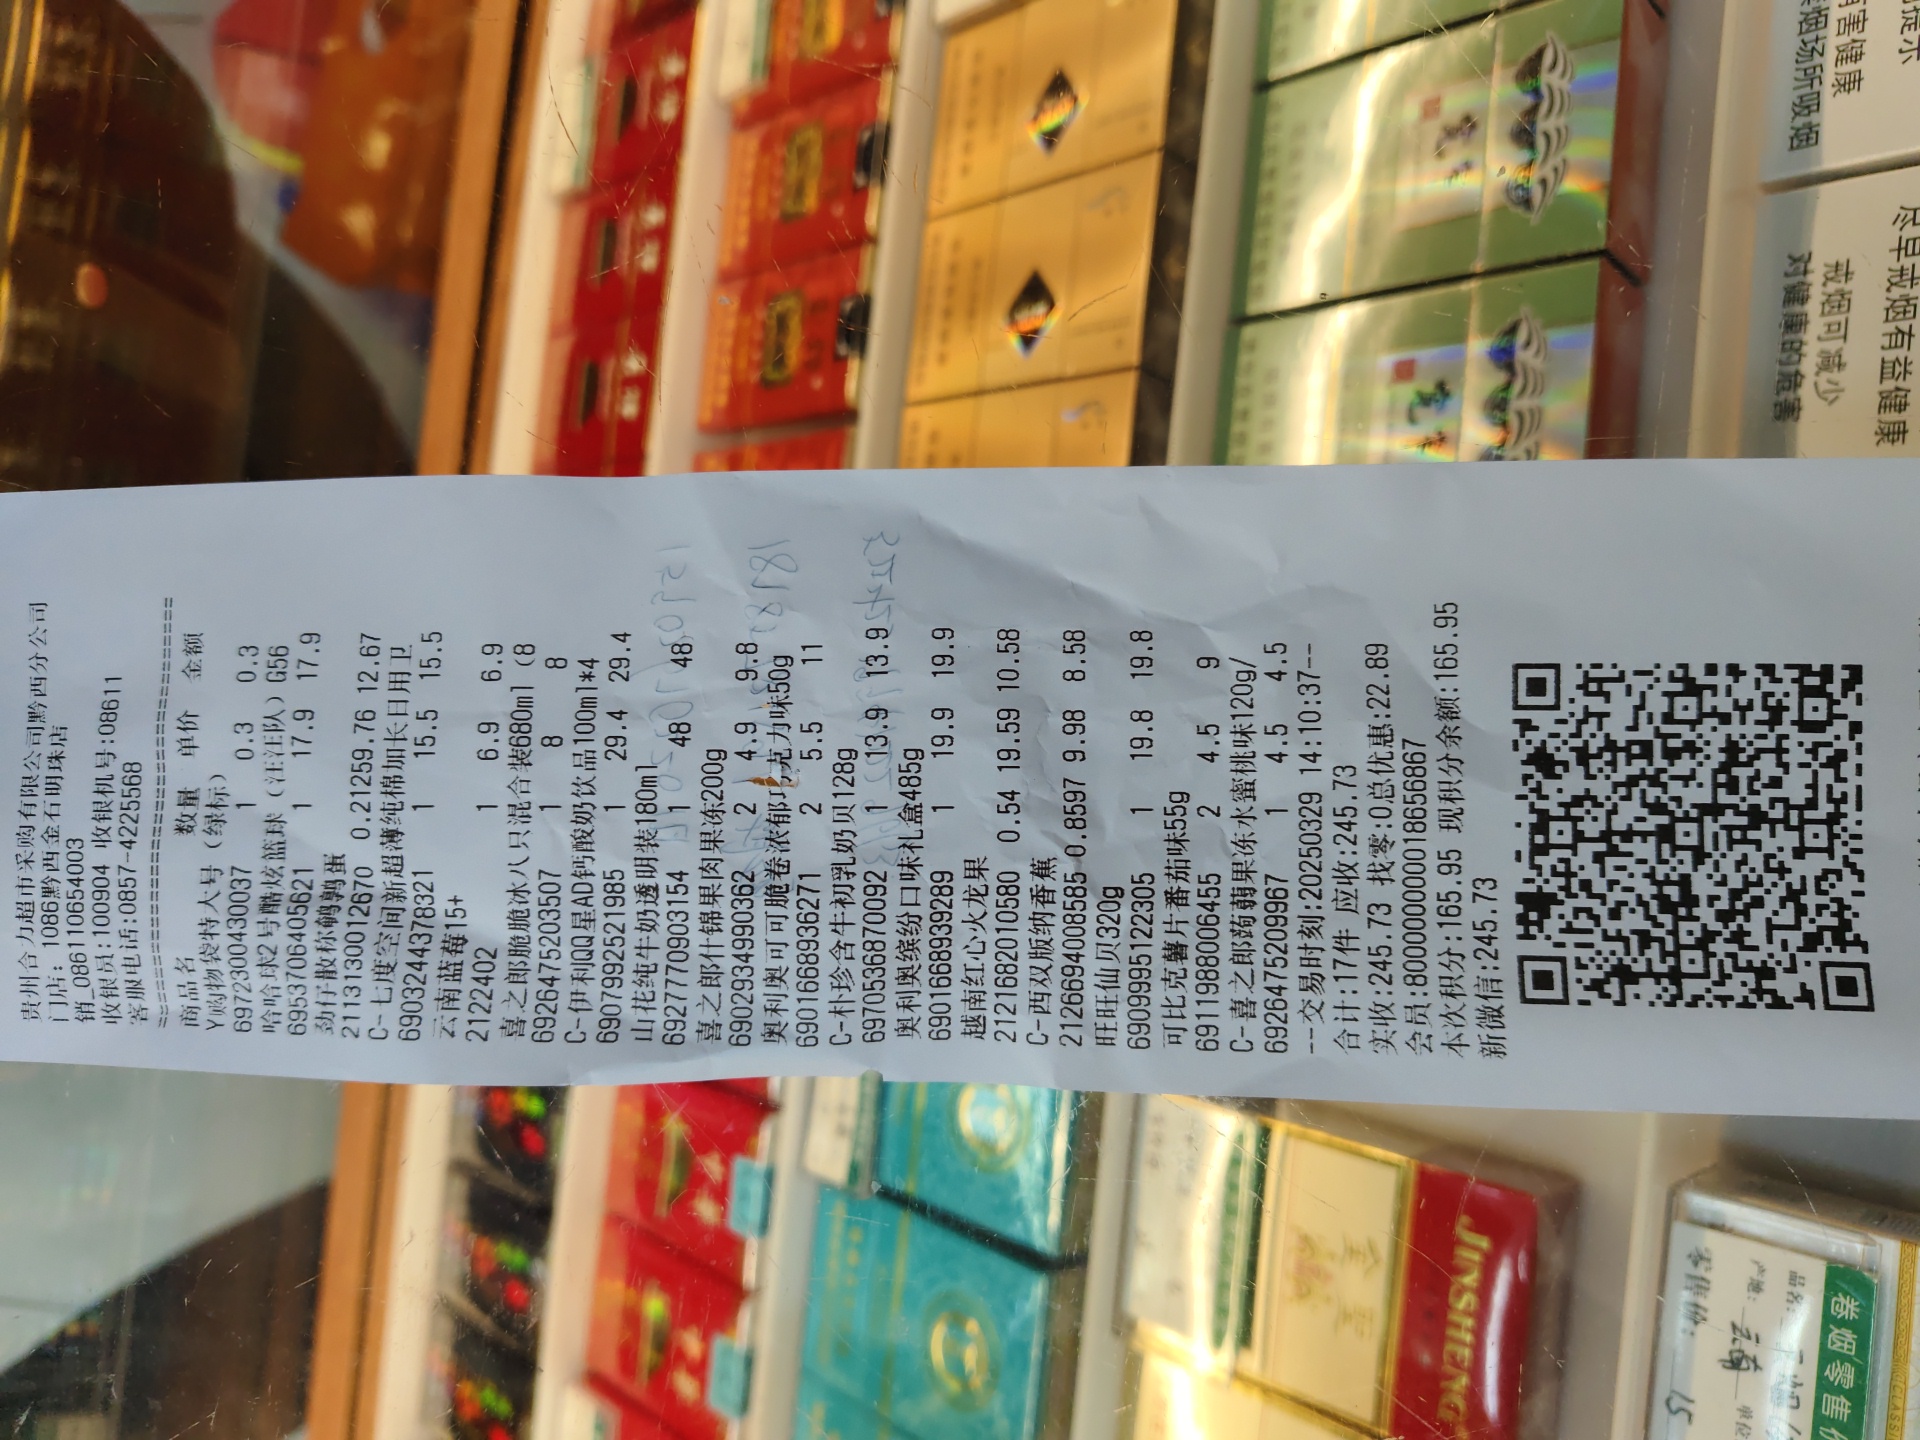 贵州合力超市采购有限公司黔西分公司
门店: 1086黔西金石明珠店
销_086110654003
收银员:100904 收银机号:08611
客服电话:0857-4225568
==================================
商品名 数量 单价 金额
Y购物袋特大号(绿标)
6972300430037 1 0.3 0.3
哈哈球2号酷炫篮球(汪汪队)G56
6953706405621 1 17.9 17.9
劲仔散称鹌鹑蛋
2113130012670 0.21259.76 12.67
C-七度空间新超薄纯棉加长日用卫
6903244378321 1 15.5 15.5
云南蓝莓15+
2122402 1 6.9 6.9
喜之郎脆脆冰八只混合装680ml(8
6926475203507 1 8 8
C-伊利QQ星AD钙酸奶饮品100ml*4
6907992521985 1 29.4 29.4
山花纯牛奶透明装180ml
6927770903154 1 48 48
喜之郎什锦果肉果冻200g
6902934990362 2 4.9 9.8
奥利奥可可脆卷浓郁巧克力味50g
6901668936271 2 5.5 11
C-朴珍含牛初乳奶贝128g
6970536870092 1 13.9 13.9
奥利奥缤纷口味礼盒485g
6901668939289 1 19.9 19.9
越南红心火龙果
2121682010580 0.54 19.59 10.58
C-西双版纳香蕉
2126694008585 0.8597 9.98 8.58
旺旺仙贝320g
6909995122305 1 19.8 19.8
可比克薯片番茄味55g
6911988006455 2 4.5 9
C-喜之郎蒟蒻果冻水蜜桃味120g/
6926475209967 1 4.5 4.5
---交易时刻:20250329 14:10:37--
合计:17件 应收:245.73
实收:245.73 找零:0总优惠:22.89
会员:8000000000018656867
本次积分:165.95 现积分余额:165.95
新微信:245.73
尽早戒烟有益健康
戒烟可减少
对健康的危害
JINSHENG
卷烟零售价